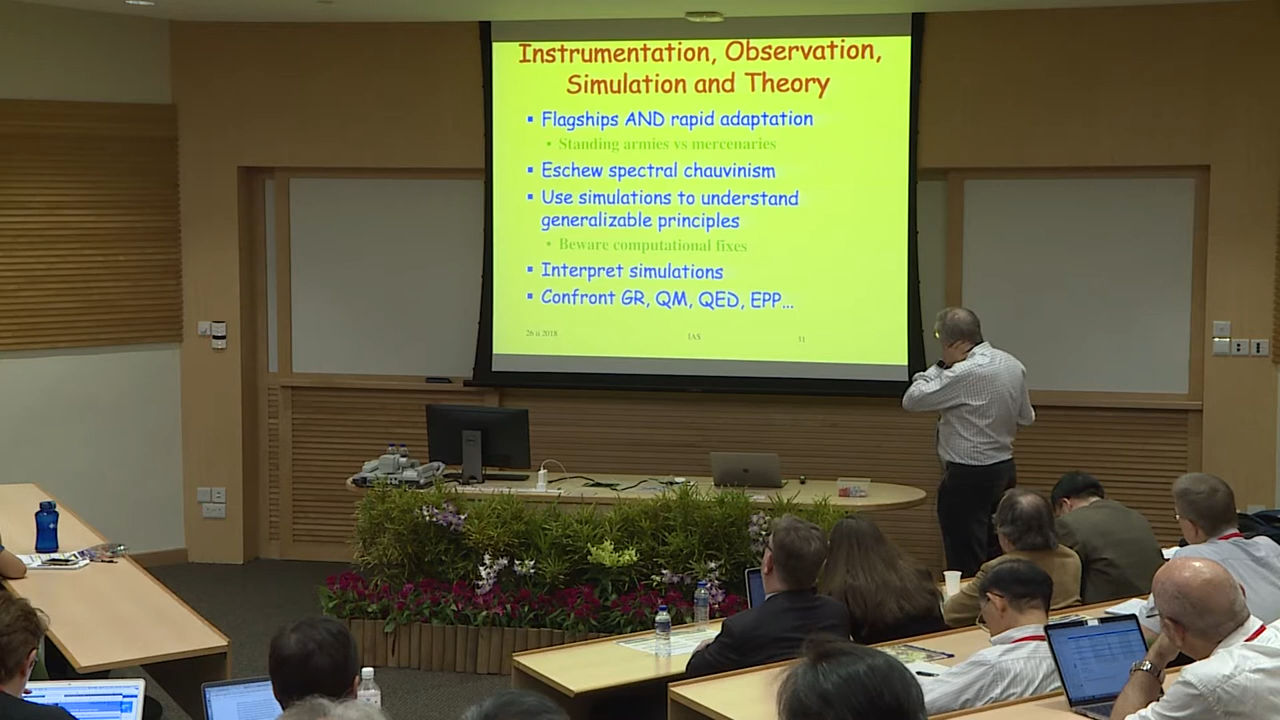 Instrumentation, Observation,
Simulation and Theory
▪ Flagships AND rapid adaptation
• Standing armies vs mercenaries
▪ Eschew spectral chauvinism
▪ Use simulations to understand
generalizable principles
• Beware computational fixes
▪ Interpret simulations
▪ Confront GR, QM, QED, EPP...
26 ii 2018 IAS 31